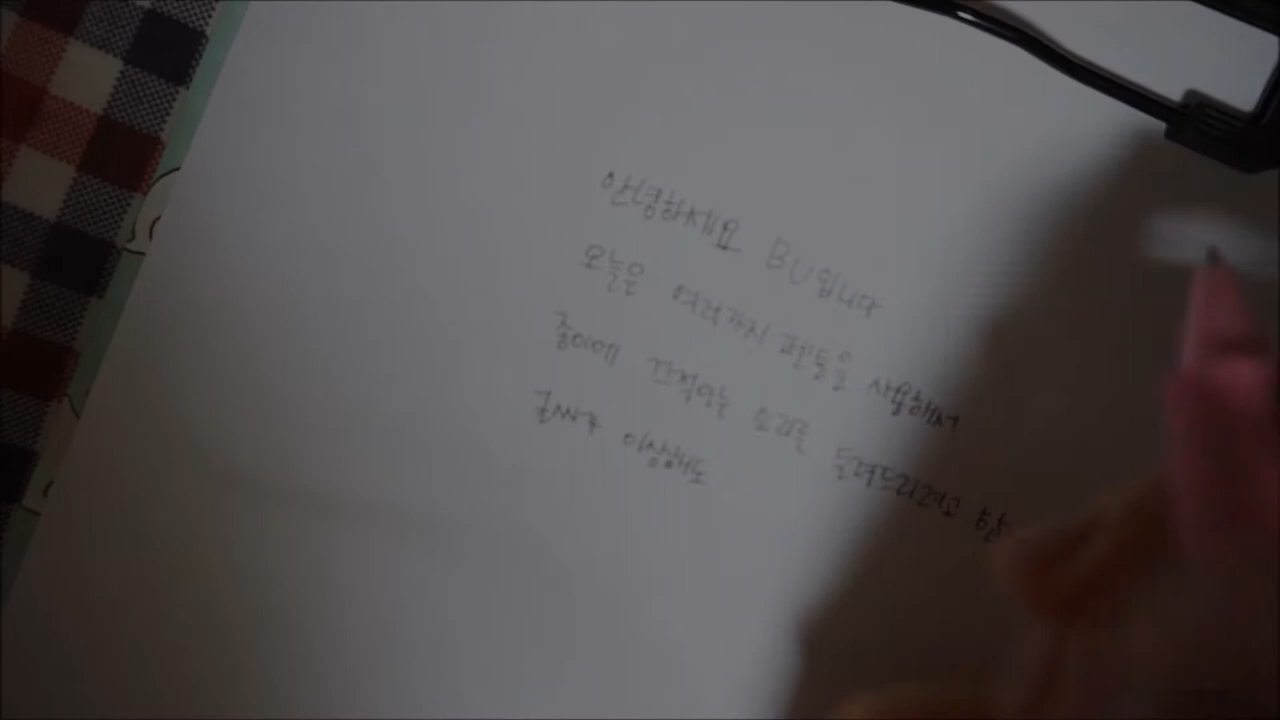 안녕하세요 BU입니다
오늘은 여러가지 펜들을 사용해서
종이에 끄적이는 소리를 들려드리려고 해
글씨가 이상해도